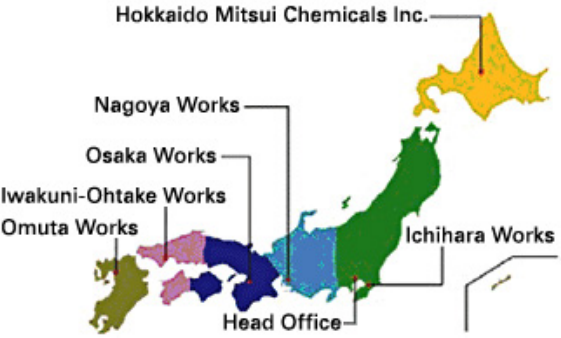 Hokkaido Mitsui Chemicals Inc.
Nagoya Works
Osaka Works
Iwakuni-Ohtake Works
Omuta Works
Ichihara Works
Head Office